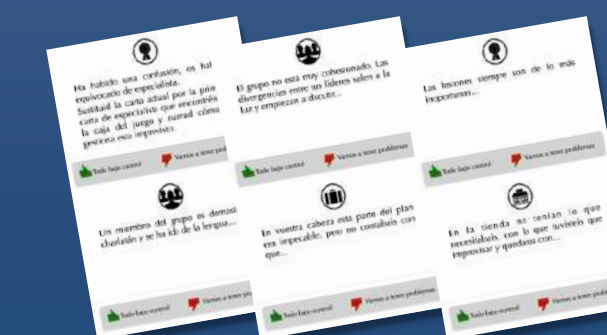 Ha habido una confusión, os hab
equivocado de especialista.
Sustituid la carta actual por la prim
carta de especialista que encontréis
la caja del juego y narrad cómo
gestiona este imprevisto.
Todo bajo control
Vamos a tener prob
Un miembro del grupo es demasi
charlatán y se ha ido de la lengua...
Todo bajo control
Vamos a tener pro
El grupo no está muy cohesionado. Las
divergencias entre sus líderes salen a la
luz y empiezan a discutir...
Todo bajo control
Vamos a tener problemas
En vuestra cabeza esta parte del plan
era impecable, pero no contabais con
que...
Todo bajo control
Vamos a tener problemas
Las lesiones siempre son de lo más
inoportunas...
Todo bajo control
Vamos a tener problemas
En la tienda no tenían lo que
necesitabais, con lo que tuvisteis que
improvisar y quedaros con...
Todo bajo control
Vamos a tener proble